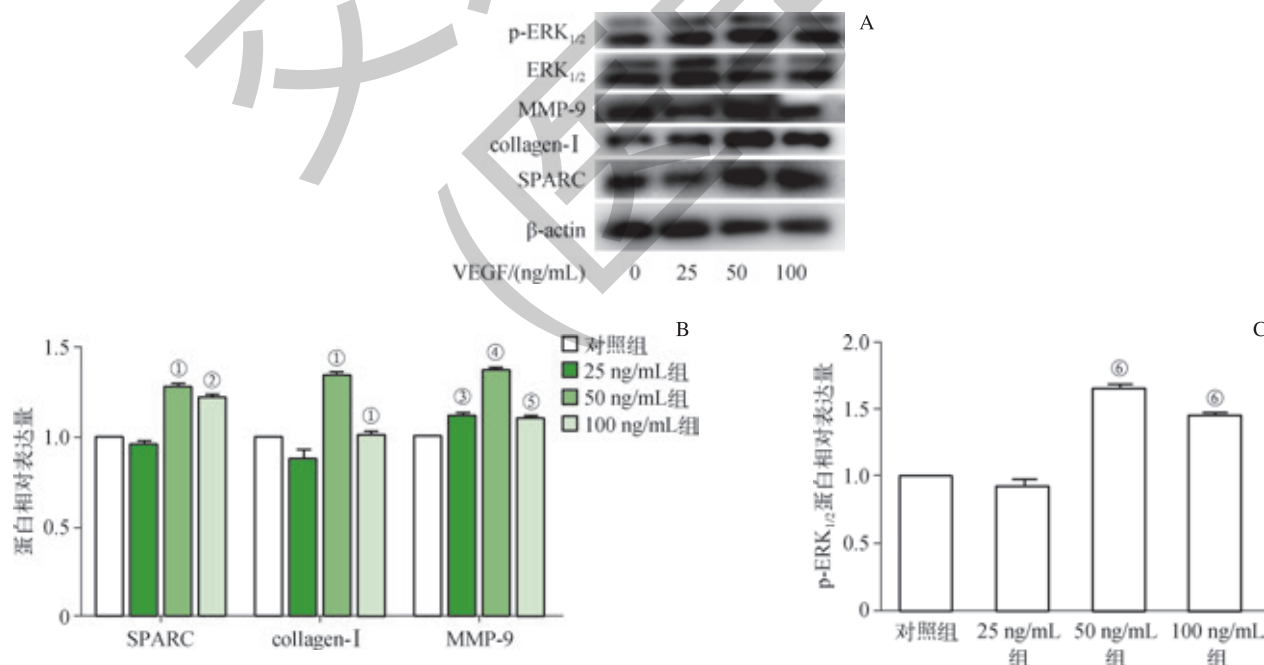 A
p-ERK1/2
ERK1/2
MMP-9
collagen-Ⅰ
SPARC
β-actin
VEGF/(ng/mL) 0 25 50 100
B
蛋白相对表达量
1.5
1.0
0.5
0
① ② ① ① ③ ④ ⑤
SPARC collagen-Ⅰ MMP-9
对照组
25 ng/mL组
50 ng/mL组
100 ng/mL组
C
p-ERK1/2蛋白相对表达量
2.0
1.5
1.0
0.5
0
⑥ ⑥
对照组 25 ng/mL 50 ng/mL 100 ng/mL
组 组 组